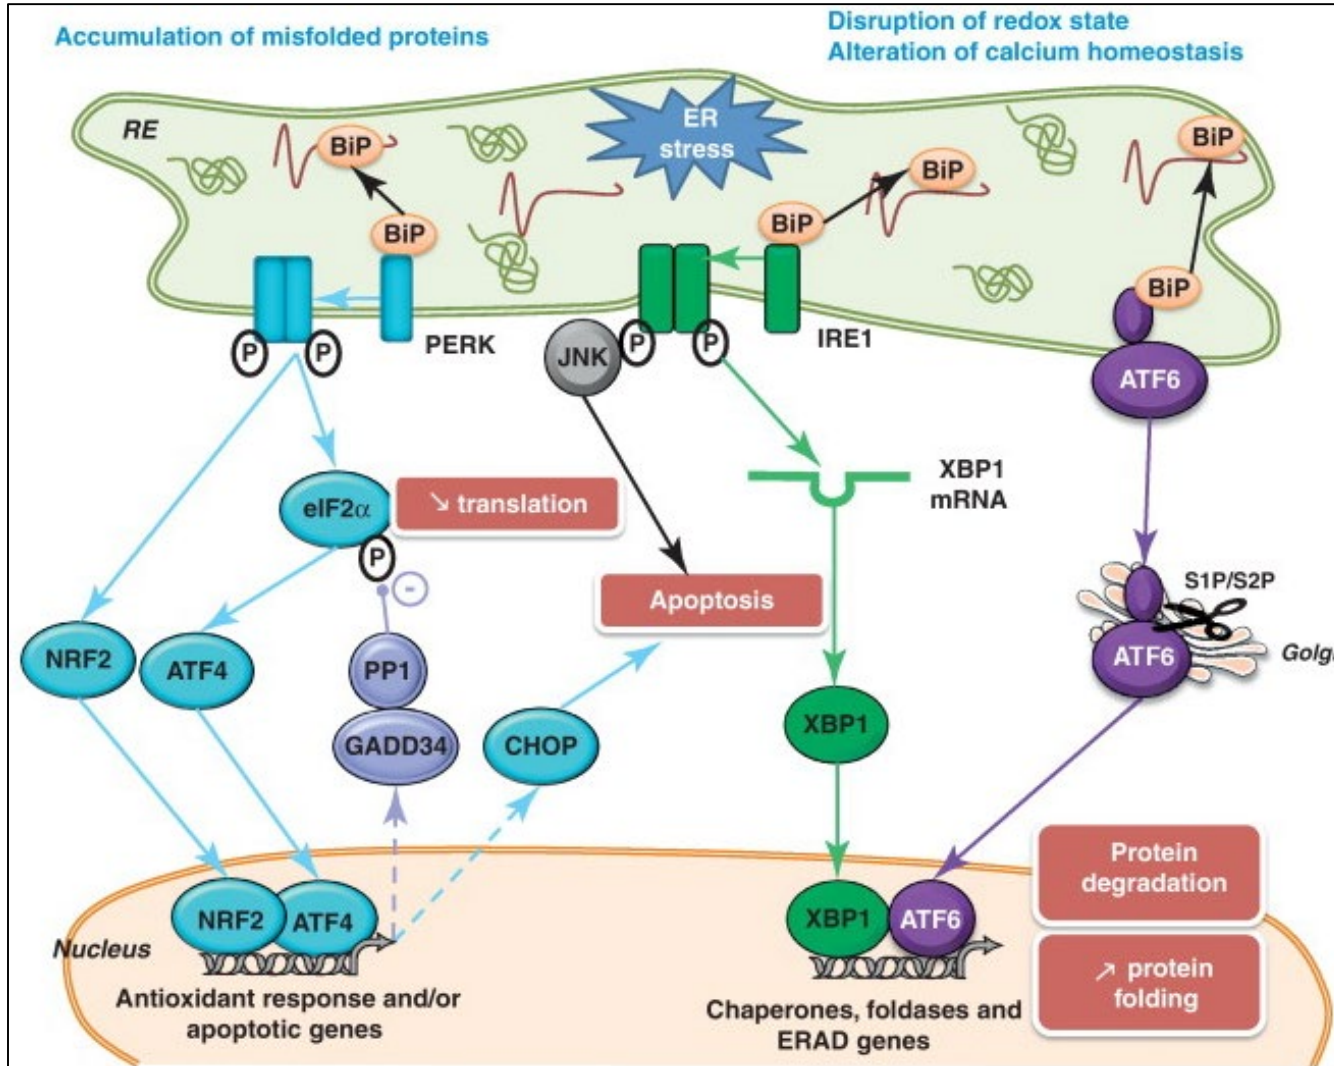 Accumulation of misfolded proteins
Disruption of redox state
Alteration of calcium homeostasis
RE
BiP
ER
stress
BiP
BiP
BiP
BiP
BiP
PERK
P
P
JNK
P
P
IRE1
ATF6
eIF2α
↘ translation
P
-
XBP1
mRNA
Apoptosis
S1P/S2P
NRF2
ATF4
PP1
ATF6
Golgi
GADD34
CHOP
XBP1
Nucleus
NRF2
ATF4
XBP1
ATF6
Protein
degradation
↗ protein
folding
Antioxidant response and/or
apoptotic genes
Chaperones, foldases and
ERAD genes